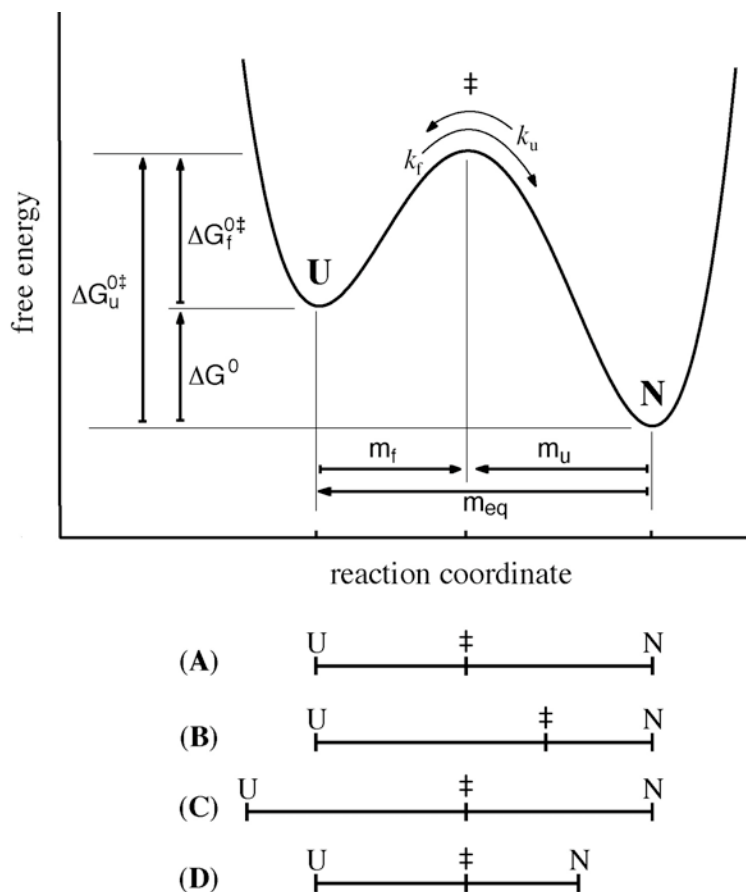 ‡
k_u
k_f
ΔG_f^{0‡}
U
ΔG_u^{0‡}
free energy
ΔG^0
N
m_f m_u
m_eq
reaction coordinate
U ‡ N
(A)
U ‡ N
(B)
U ‡ N
(C)
U ‡ N
(D)